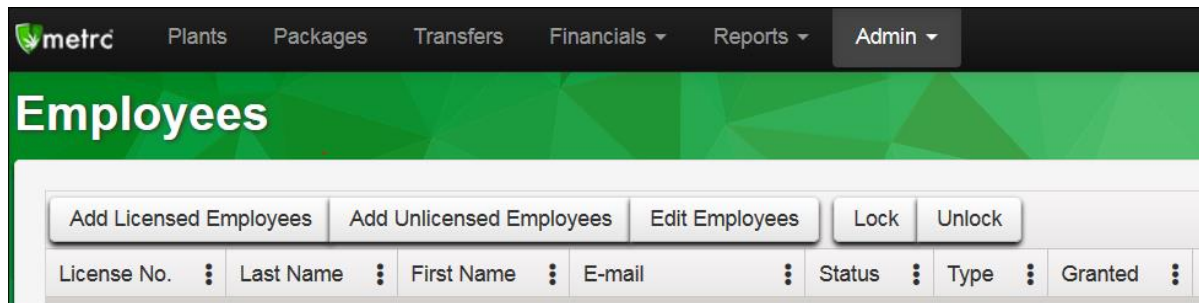 metrc Plants Packages Transfers Financials Reports Admin
Employees
Add Licensed Employees Add Unlicensed Employees Edit Employees Lock Unlock
License No. Last Name First Name E-mail Status Type Granted